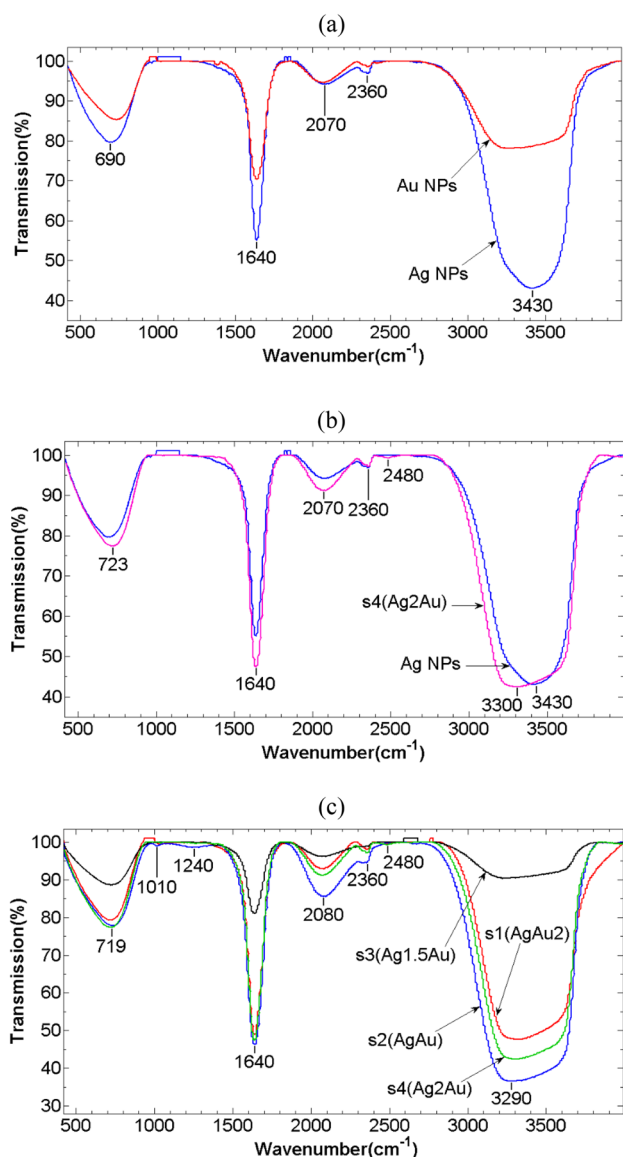 (a)
Transmission(%)
100
90
80
70
60
50
40
690
1640
2070
2360
Au NPs
Ag NPs
3430
500 1000 1500 2000 2500 3000 3500
Wavenumber(cm⁻¹)
(b)
Transmission(%)
100
90
80
70
60
50
40
723
1640
2070 2360
2480
s4(Ag2Au)
Ag NPs
3300 3430
500 1000 1500 2000 2500 3000 3500
Wavenumber(cm⁻¹)
(c)
Transmission(%)
100
90
80
70
60
50
40
30
719
1010
1240
1640
2080
2360
2480
s3(Ag1.5Au)
s1(AgAu2)
s2(AgAu)
s4(Ag2Au)
3290
500 1000 1500 2000 2500 3000 3500
Wavenumber(cm⁻¹)